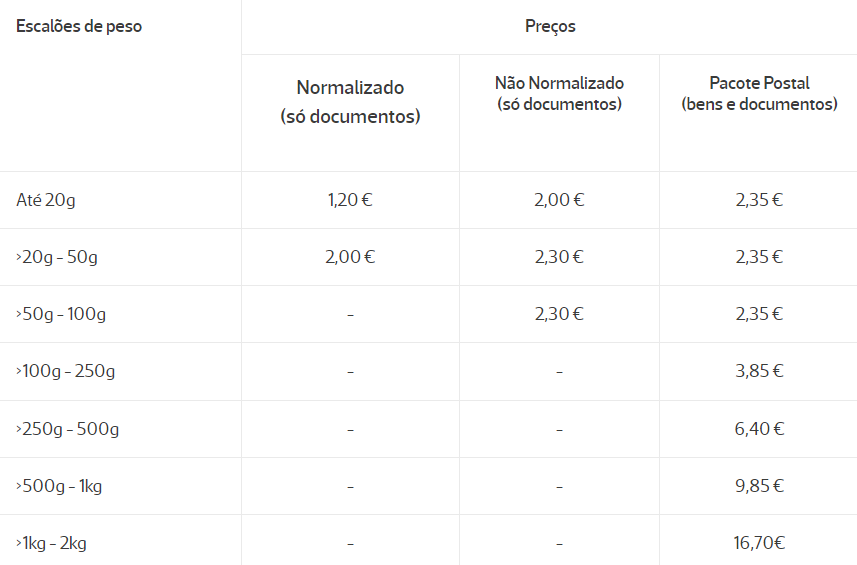 Escalões de peso
Preços
Normalizado
(só documentos)
Não Normalizado
(só documentos)
Pacote Postal
(bens e documentos)
Até 20g
1,20 €
2,00 €
2,35 €
>20g - 50g
2,00 €
2,30 €
2,35 €
>50g - 100g
-
2,30 €
2,35 €
>100g - 250g
-
-
3,85 €
>250g - 500g
-
-
6,40 €
>500g - 1kg
-
-
9,85 €
>1kg - 2kg
-
-
16,70€